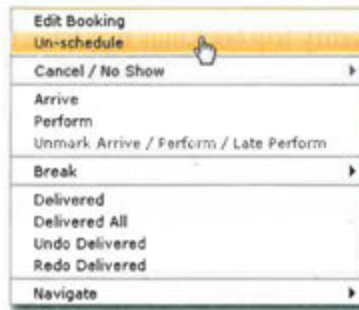 Edit Booking
Un-schedule
Cancel / No Show
Arrive
Perform
Unmark Arrive / Perform / Late Perform
Break
Delivered
Delivered All
Undo Delivered
Redo Delivered
Navigate